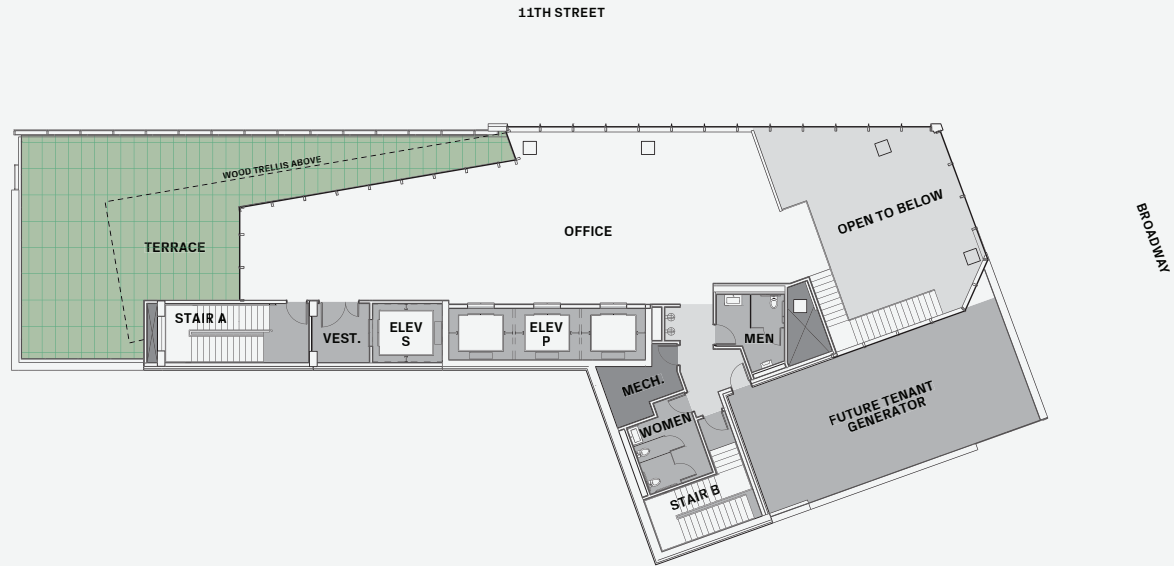 11TH STREET
WOOD TRELLIS ABOVE
OPEN TO BELOW
BROADWAY
OFFICE
TERRACE
STAIR A
VEST.
ELEV
S
ELEV
P
MEN
MECH.
FUTURE TENANT
GENERATOR
WOMEN
STAIR B